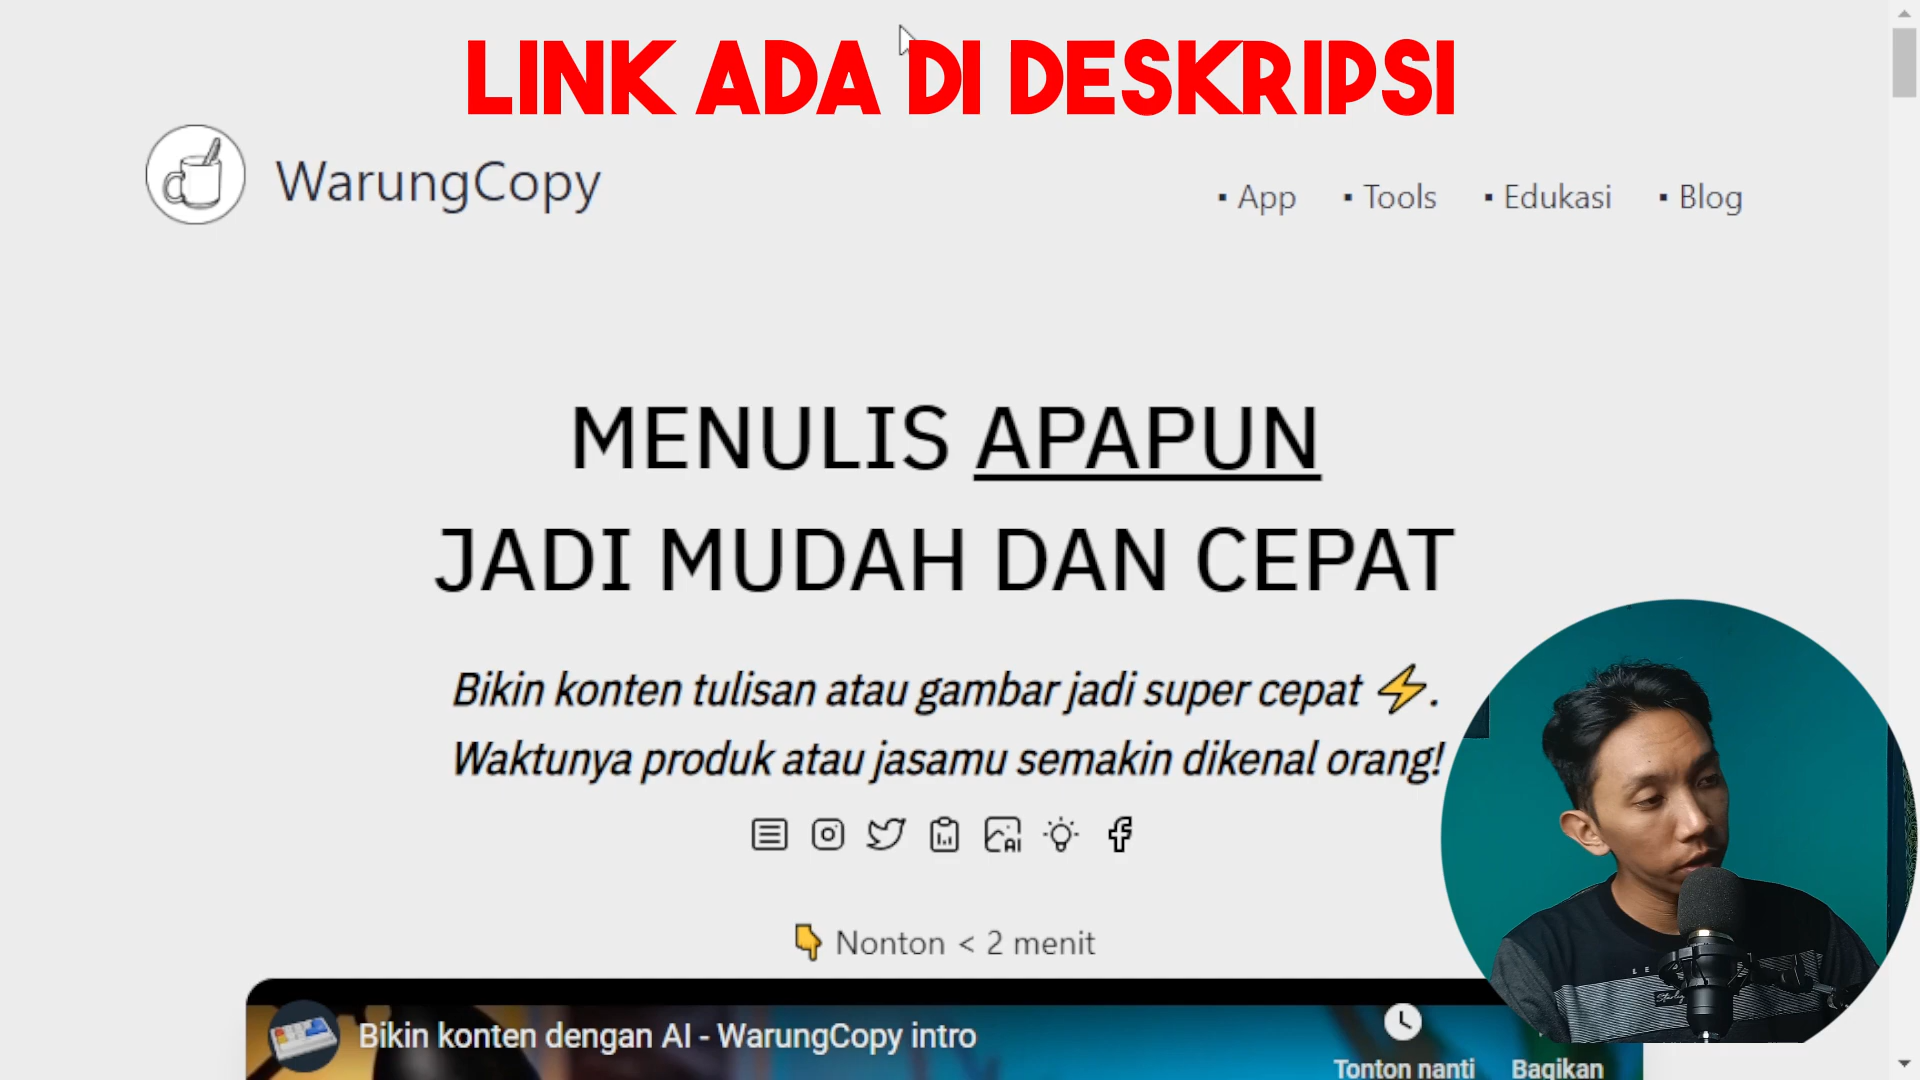 LINK ADA DI DESKRIPSI
WarungCopy
▪ App ▪ Tools ▪ Edukasi ▪ Blog
MENULIS APAPUN
JADI MUDAH DAN CEPAT
Bikin konten tulisan atau gambar jadi super cepat ⚡.
Waktunya produk atau jasamu semakin dikenal orang!
AI
👇 Nonton < 2 menit
Bikin konten dengan AI - WarungCopy intro
Tonton nanti Bagikan